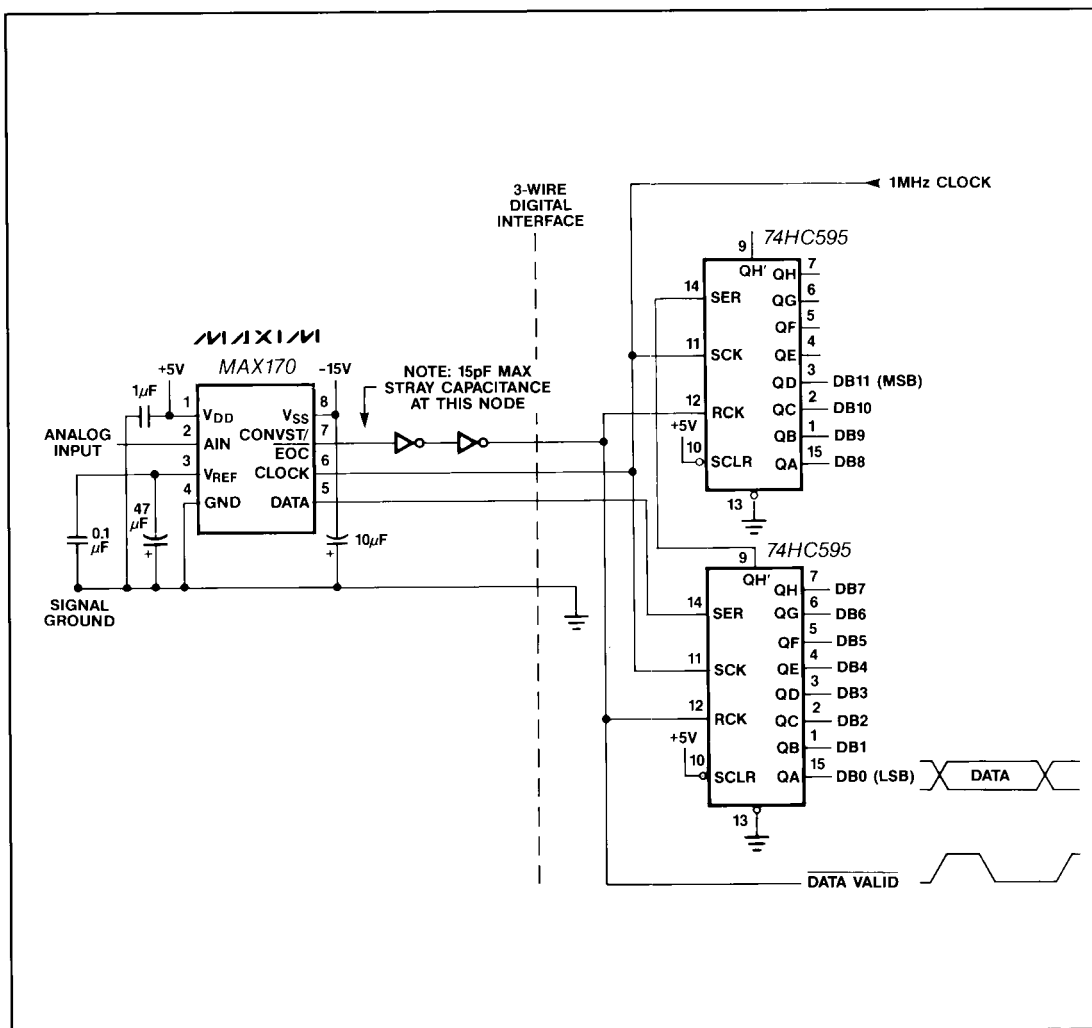 3-WIRE
DIGITAL
INTERFACE
1MHz CLOCK
MAXIM
MAX170
+5V
1μF
-15V
NOTE: 15pF MAX
STRAY CAPACITANCE
AT THIS NODE
ANALOG
INPUT
1 VDD
2 AIN
3 VREF
4 GND
8 VSS
7 CONVST/
EOC
6 CLOCK
5 DATA
0.1
μF
47
μF
+
10μF
+
SIGNAL
GROUND
74HC595
9
QH'
14 SER
11 SCK
12 RCK
+5V
10 SCLR
13
QH 7
QG 6
QF 5
QE 4
QD 3 DB11 (MSB)
QC 2 DB10
QB 1 DB9
QA 15 DB8
74HC595
9
QH'
14 SER
11 SCK
12 RCK
+5V
10 SCLR
13
QH 7 DB7
QG 6 DB6
QF 5 DB5
QE 4 DB4
QD 3 DB3
QC 2 DB2
QB 1 DB1
QA 15 DB0 (LSB)
DATA
DATA VALID